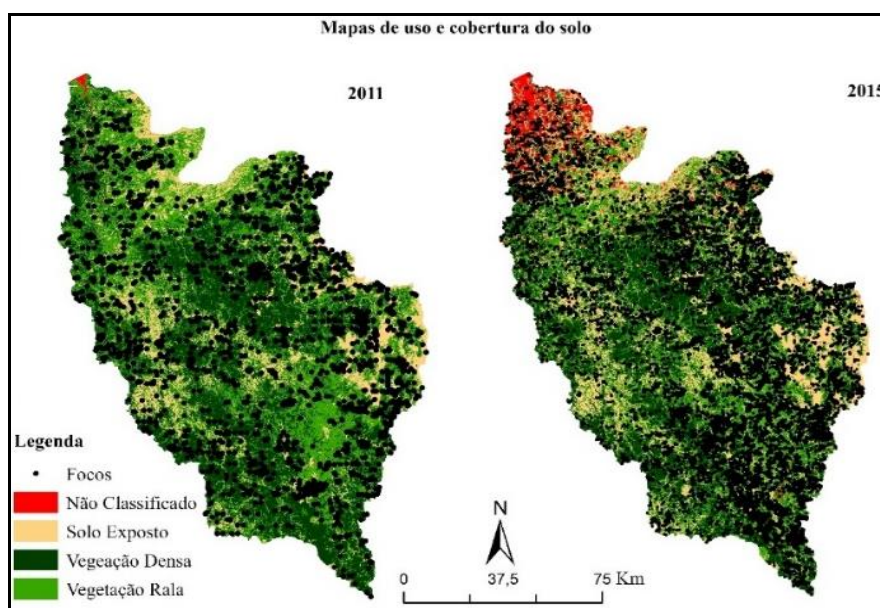 Mapas de uso e cobertura do solo
2011
2015
Legenda
Focos
Não Classificado
Solo Exposto
Vegeação Densa
Vegetação Rala
N
0 37,5 75 Km